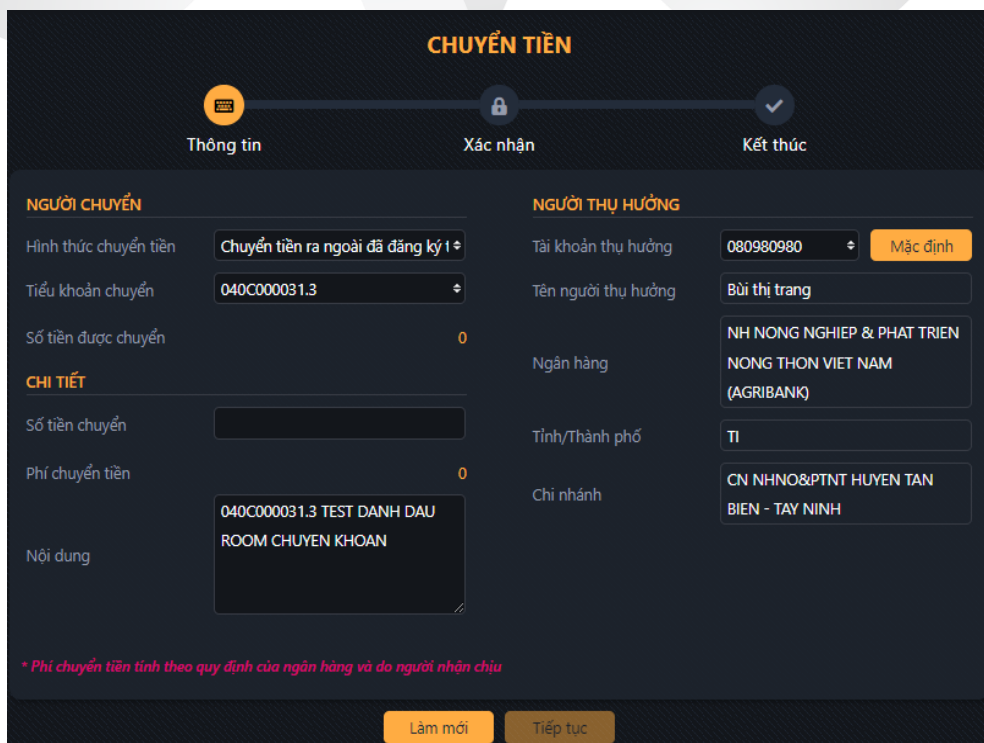 CHUYỂN TIỀN
Thông tin
Xác nhận
Kết thúc
NGƯỜI CHUYỂN
Hình thức chuyển tiền
Chuyển tiền ra ngoài đã đăng ký t
Tiểu khoản chuyển
040C000031.3
Số tiền được chuyển
0
CHI TIẾT
Số tiền chuyển
Phí chuyển tiền
0
Nội dung
040C000031.3 TEST DANH DAU
ROOM CHUYEN KHOAN
NGƯỜI THỤ HƯỞNG
Tài khoản thụ hưởng
080980980
Mặc định
Tên người thụ hưởng
Bùi thị trang
Ngân hàng
NH NONG NGHIEP & PHAT TRIEN
NONG THON VIET NAM
(AGRIBANK)
Tỉnh/Thành phố
TI
Chi nhánh
CN NHNO&PTNT HUYEN TAN
BIEN - TAY NINH
* Phí chuyển tiền tính theo quy định của ngân hàng và do người nhận chịu
Làm mới
Tiếp tục